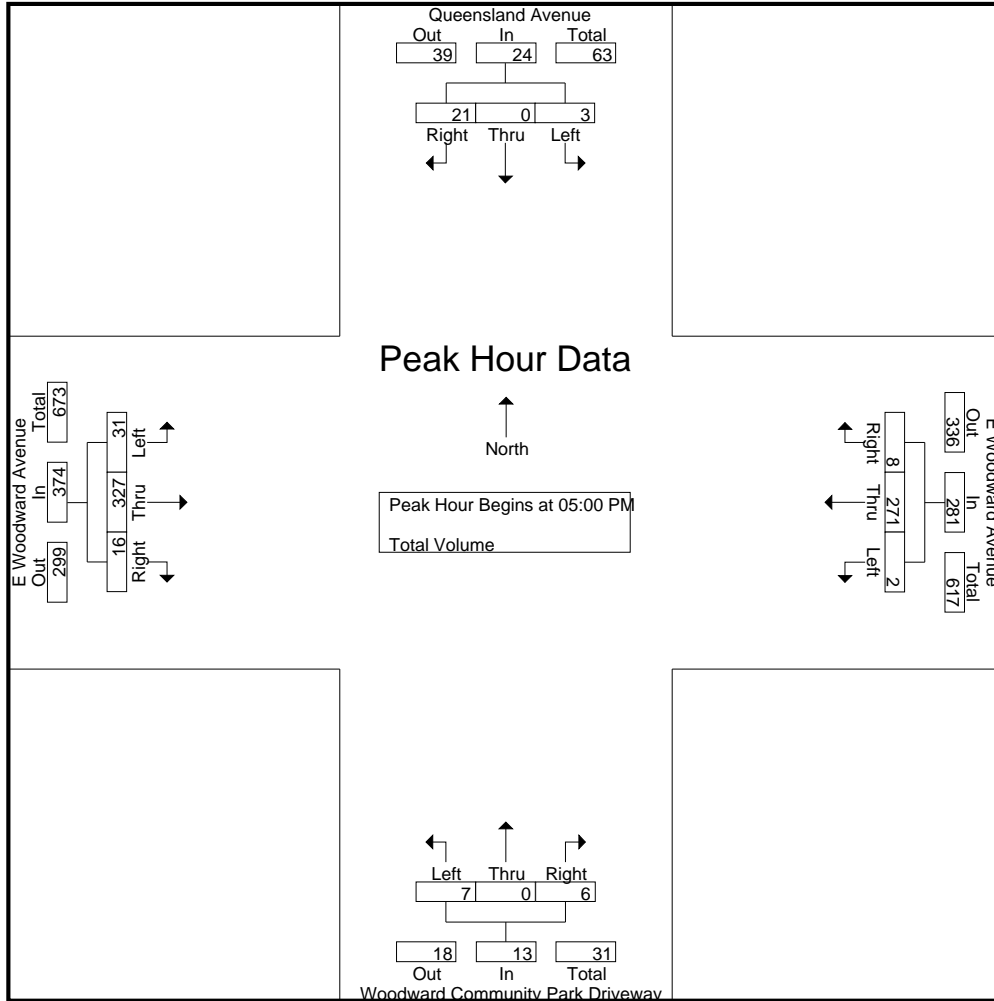 Queensland Avenue
Out In Total
39 24 63
21 0 3
Right Thru Left
Peak Hour Data
North
Peak Hour Begins at 05:00 PM
Total Volume
E Woodward Avenue
Total In Out
673 374 299
31 327 16
Left Thru Right
E Woodward Avenue
Out In Total
336 281 617
8 271 2
Right Thru Left
Left Thru Right
7 0 6
18 13 31
Out In Total
Woodward Community Park Driveway